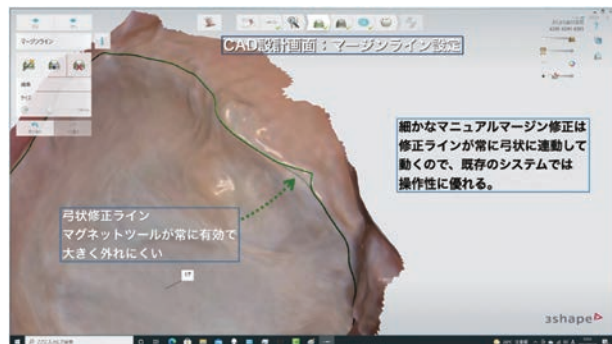 CAD設計画面：マージンライン設定
マージンライン
細かなマニュアルマージン修正は
修正ラインが常に弓状に連動して
動くので、既存のシステムでは
操作性に優れる。
弓状修正ライン
マグネットツールが常に有効で
大きく外れにくい
17
3shape